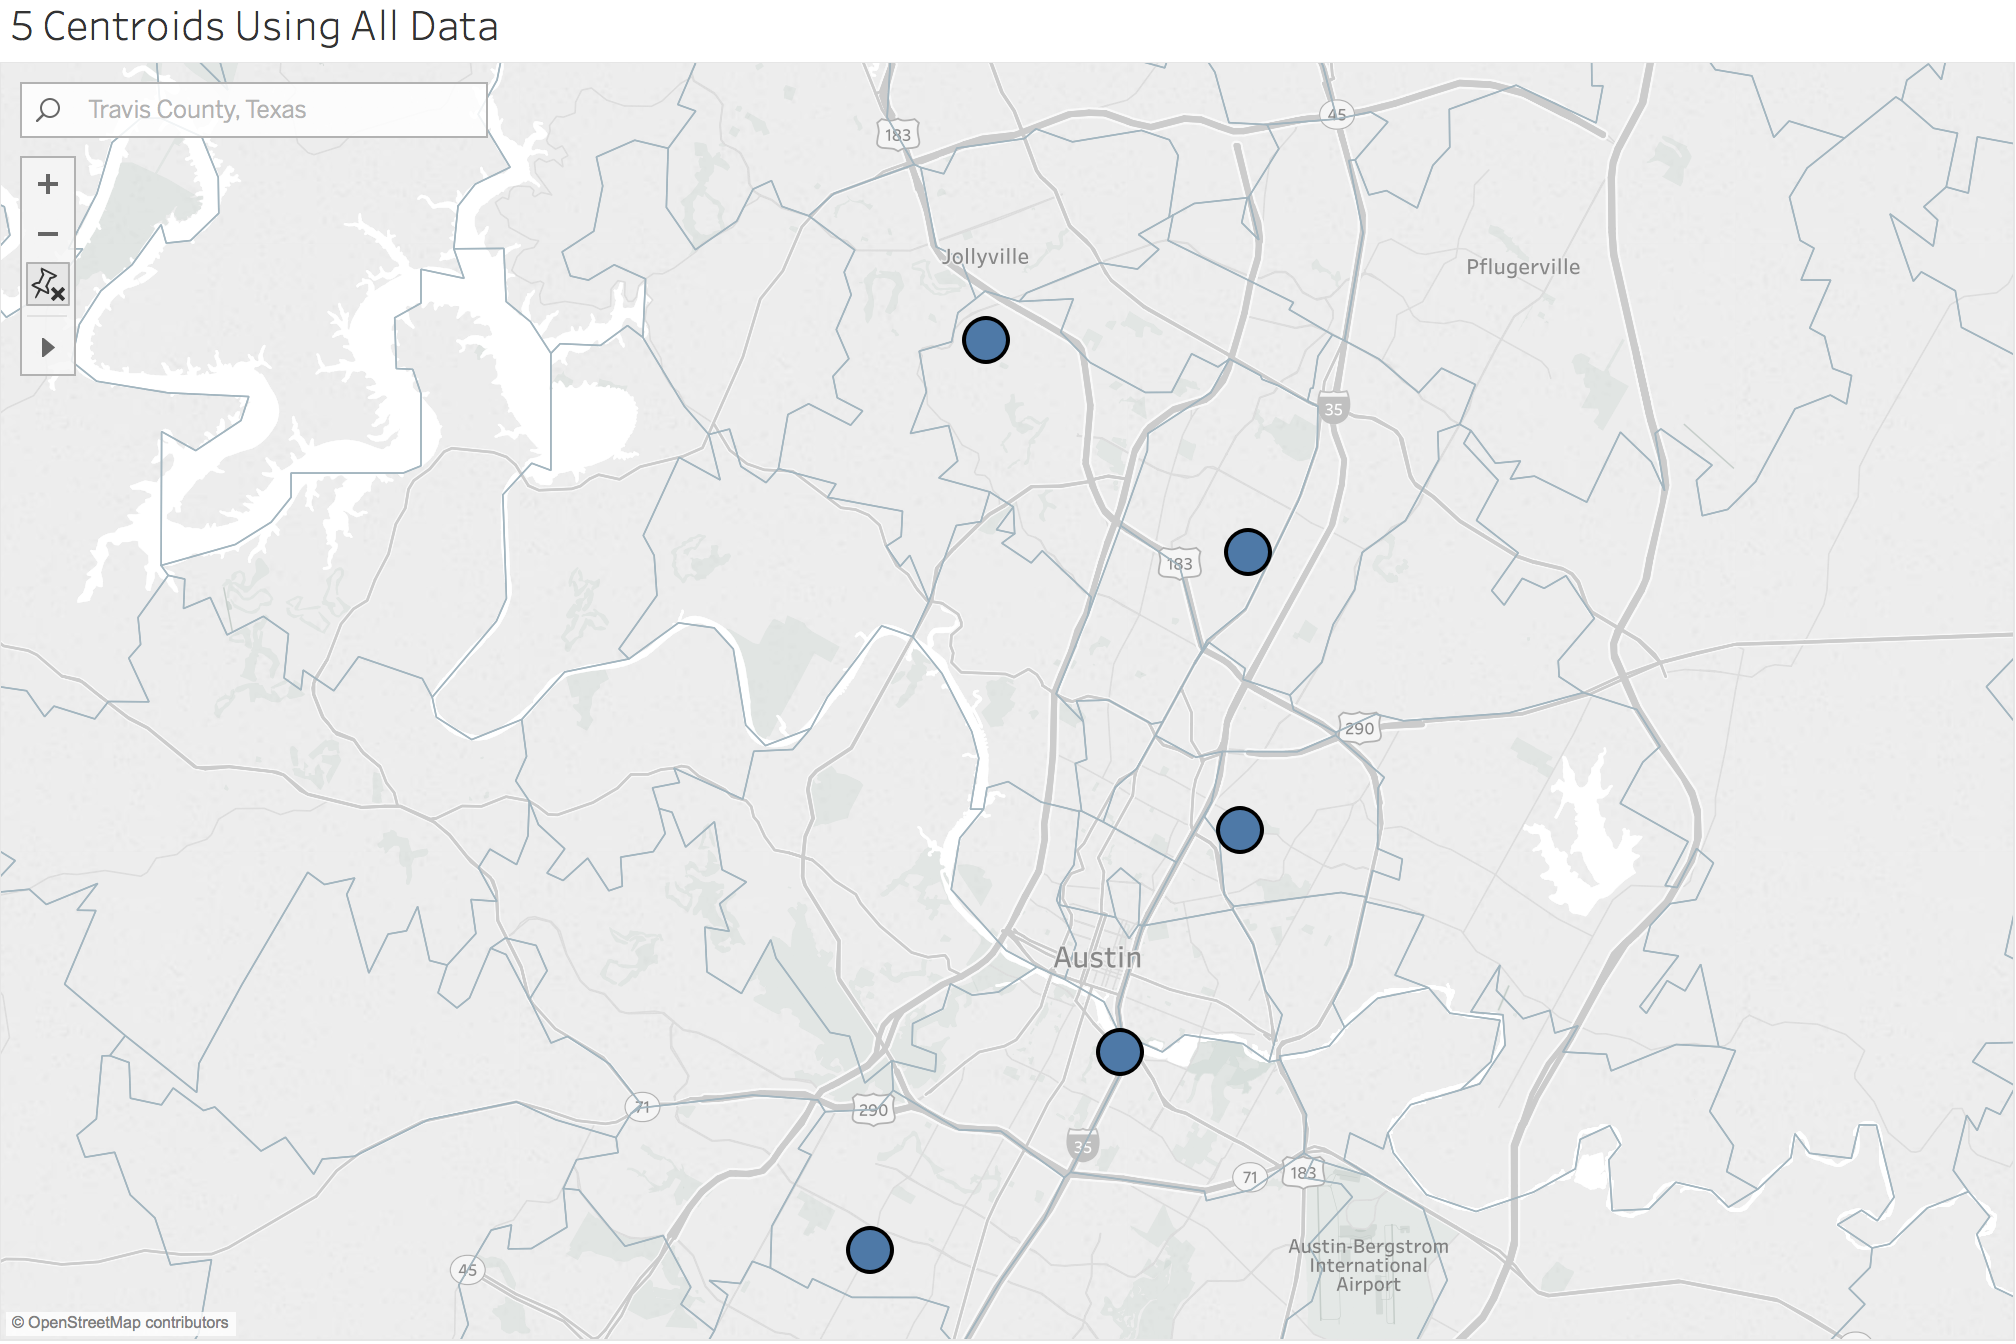 5 Centroids Using All Data
Travis County, Texas
45
183
Jollyville
Pflugerville
35
183
290
Austin
71
290
35
71
183
Austin-Bergstrom
International
Airport
45
© OpenStreetMap contributors